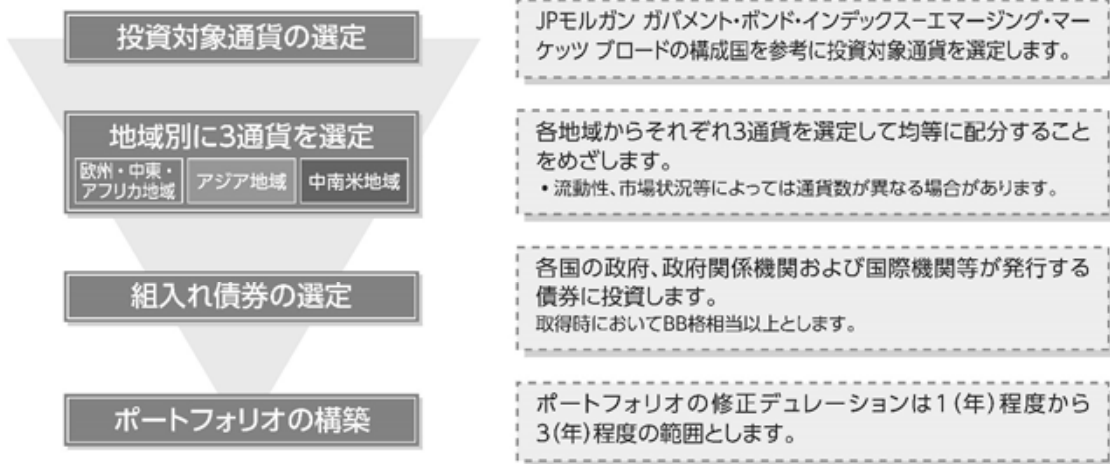 投資対象通貨の選定
JPモルガン ガバメント・ボンド・インデックス−エマージング・マー
ケッツ ブロードの構成国を参考に投資対象通貨を選定します。
地域別に3通貨を選定
欧州・中東・
アフリカ地域
アジア地域
中南米地域
各地域からそれぞれ3通貨を選定して均等に配分すること
をめざします。
・流動性、市場状況等によっては通貨数が異なる場合があります。
組入れ債券の選定
各国の政府、政府関係機関および国際機関等が発行する
債券に投資します。
取得時においてBB格相当以上とします。
ポートフォリオの構築
ポートフォリオの修正デュレーションは1(年)程度から
3(年)程度の範囲とします。